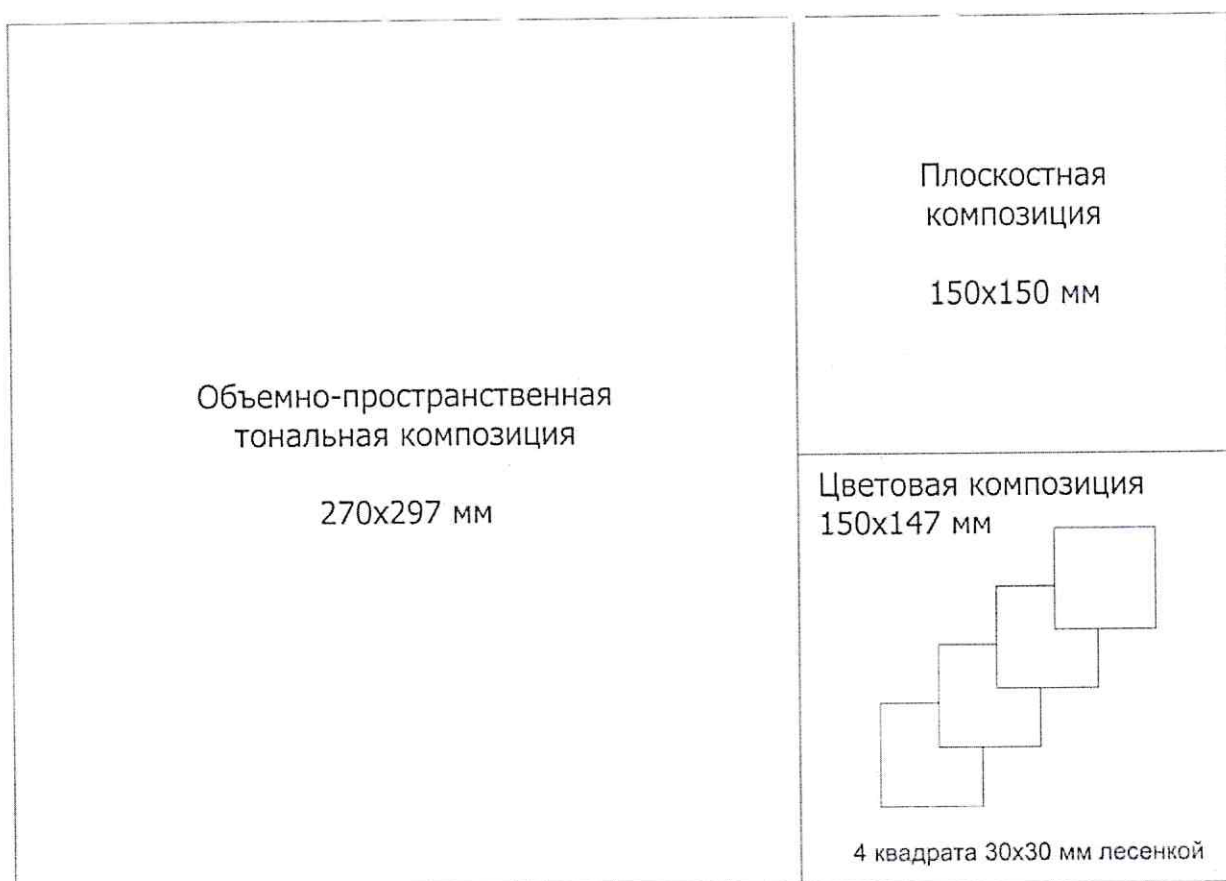 Объемно-пространственная
тональная композиция
270x297 мм
Плоскостная
композиция
150x150 мм
Цветовая композиция
150x147 мм
4 квадрата 30x30 мм лесенкой